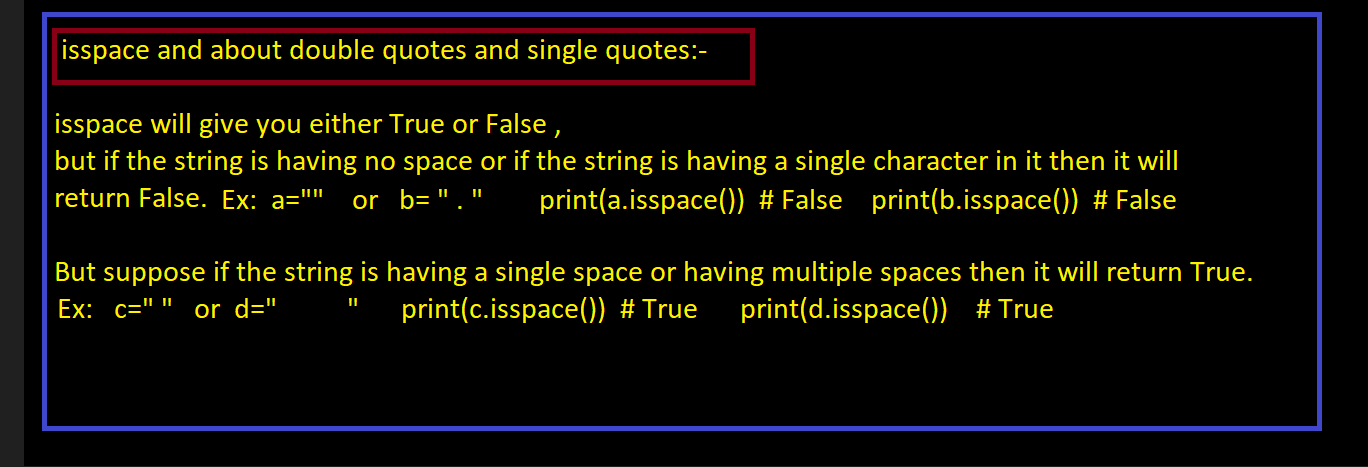 isspace and about double quotes and single quotes:-
isspace will give you either True or False ,
but if the string is having no space or if the string is having a single character in it then it will
return False. Ex: a="" or b= " . " print(a.isspace()) # False print(b.isspace()) # False
But suppose if the string is having a single space or having multiple spaces then it will return True.
Ex: c=" " or d="          " print(c.isspace()) # True print(d.isspace()) # True